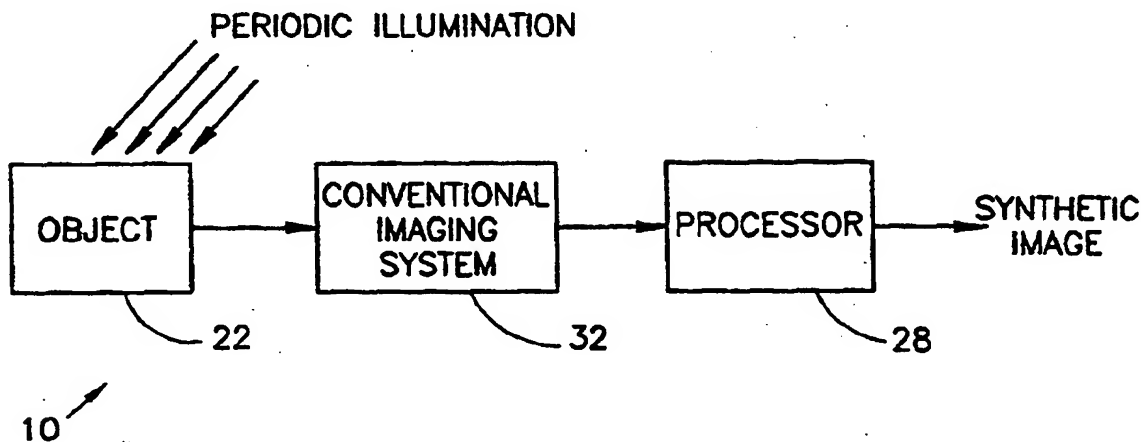 PERIODIC ILLUMINATION
OBJECT
CONVENTIONAL
IMAGING
SYSTEM
PROCESSOR
SYNTHETIC
IMAGE
22
32
28
10